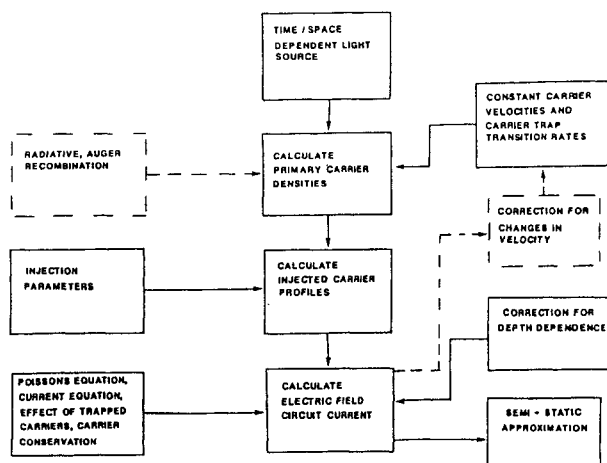 TIME / SPACE
DEPENDENT LIGHT
SOURCE
CONSTANT CARRIER
VELOCITIES AND
CARRIER TRAP
TRANSITION RATES
RADIATIVE, AUGER
RECOMBINATION
CALCULATE
PRIMARY CARRIER
DENSITIES
CORRECTION FOR
CHANGES IN
VELOCITY
INJECTION
PARAMETERS
CALCULATE
INJECTED CARRIER
PROFILES
CORRECTION FOR
DEPTH DEPENDENCE
POISSONS EQUATION,
CURRENT EQUATION,
EFFECT OF TRAPPED
CARRIERS, CARRIER
CONSERVATION
CALCULATE
ELECTRIC FIELD
CIRCUIT CURRENT
SEMI - STATIC
APPROXIMATION